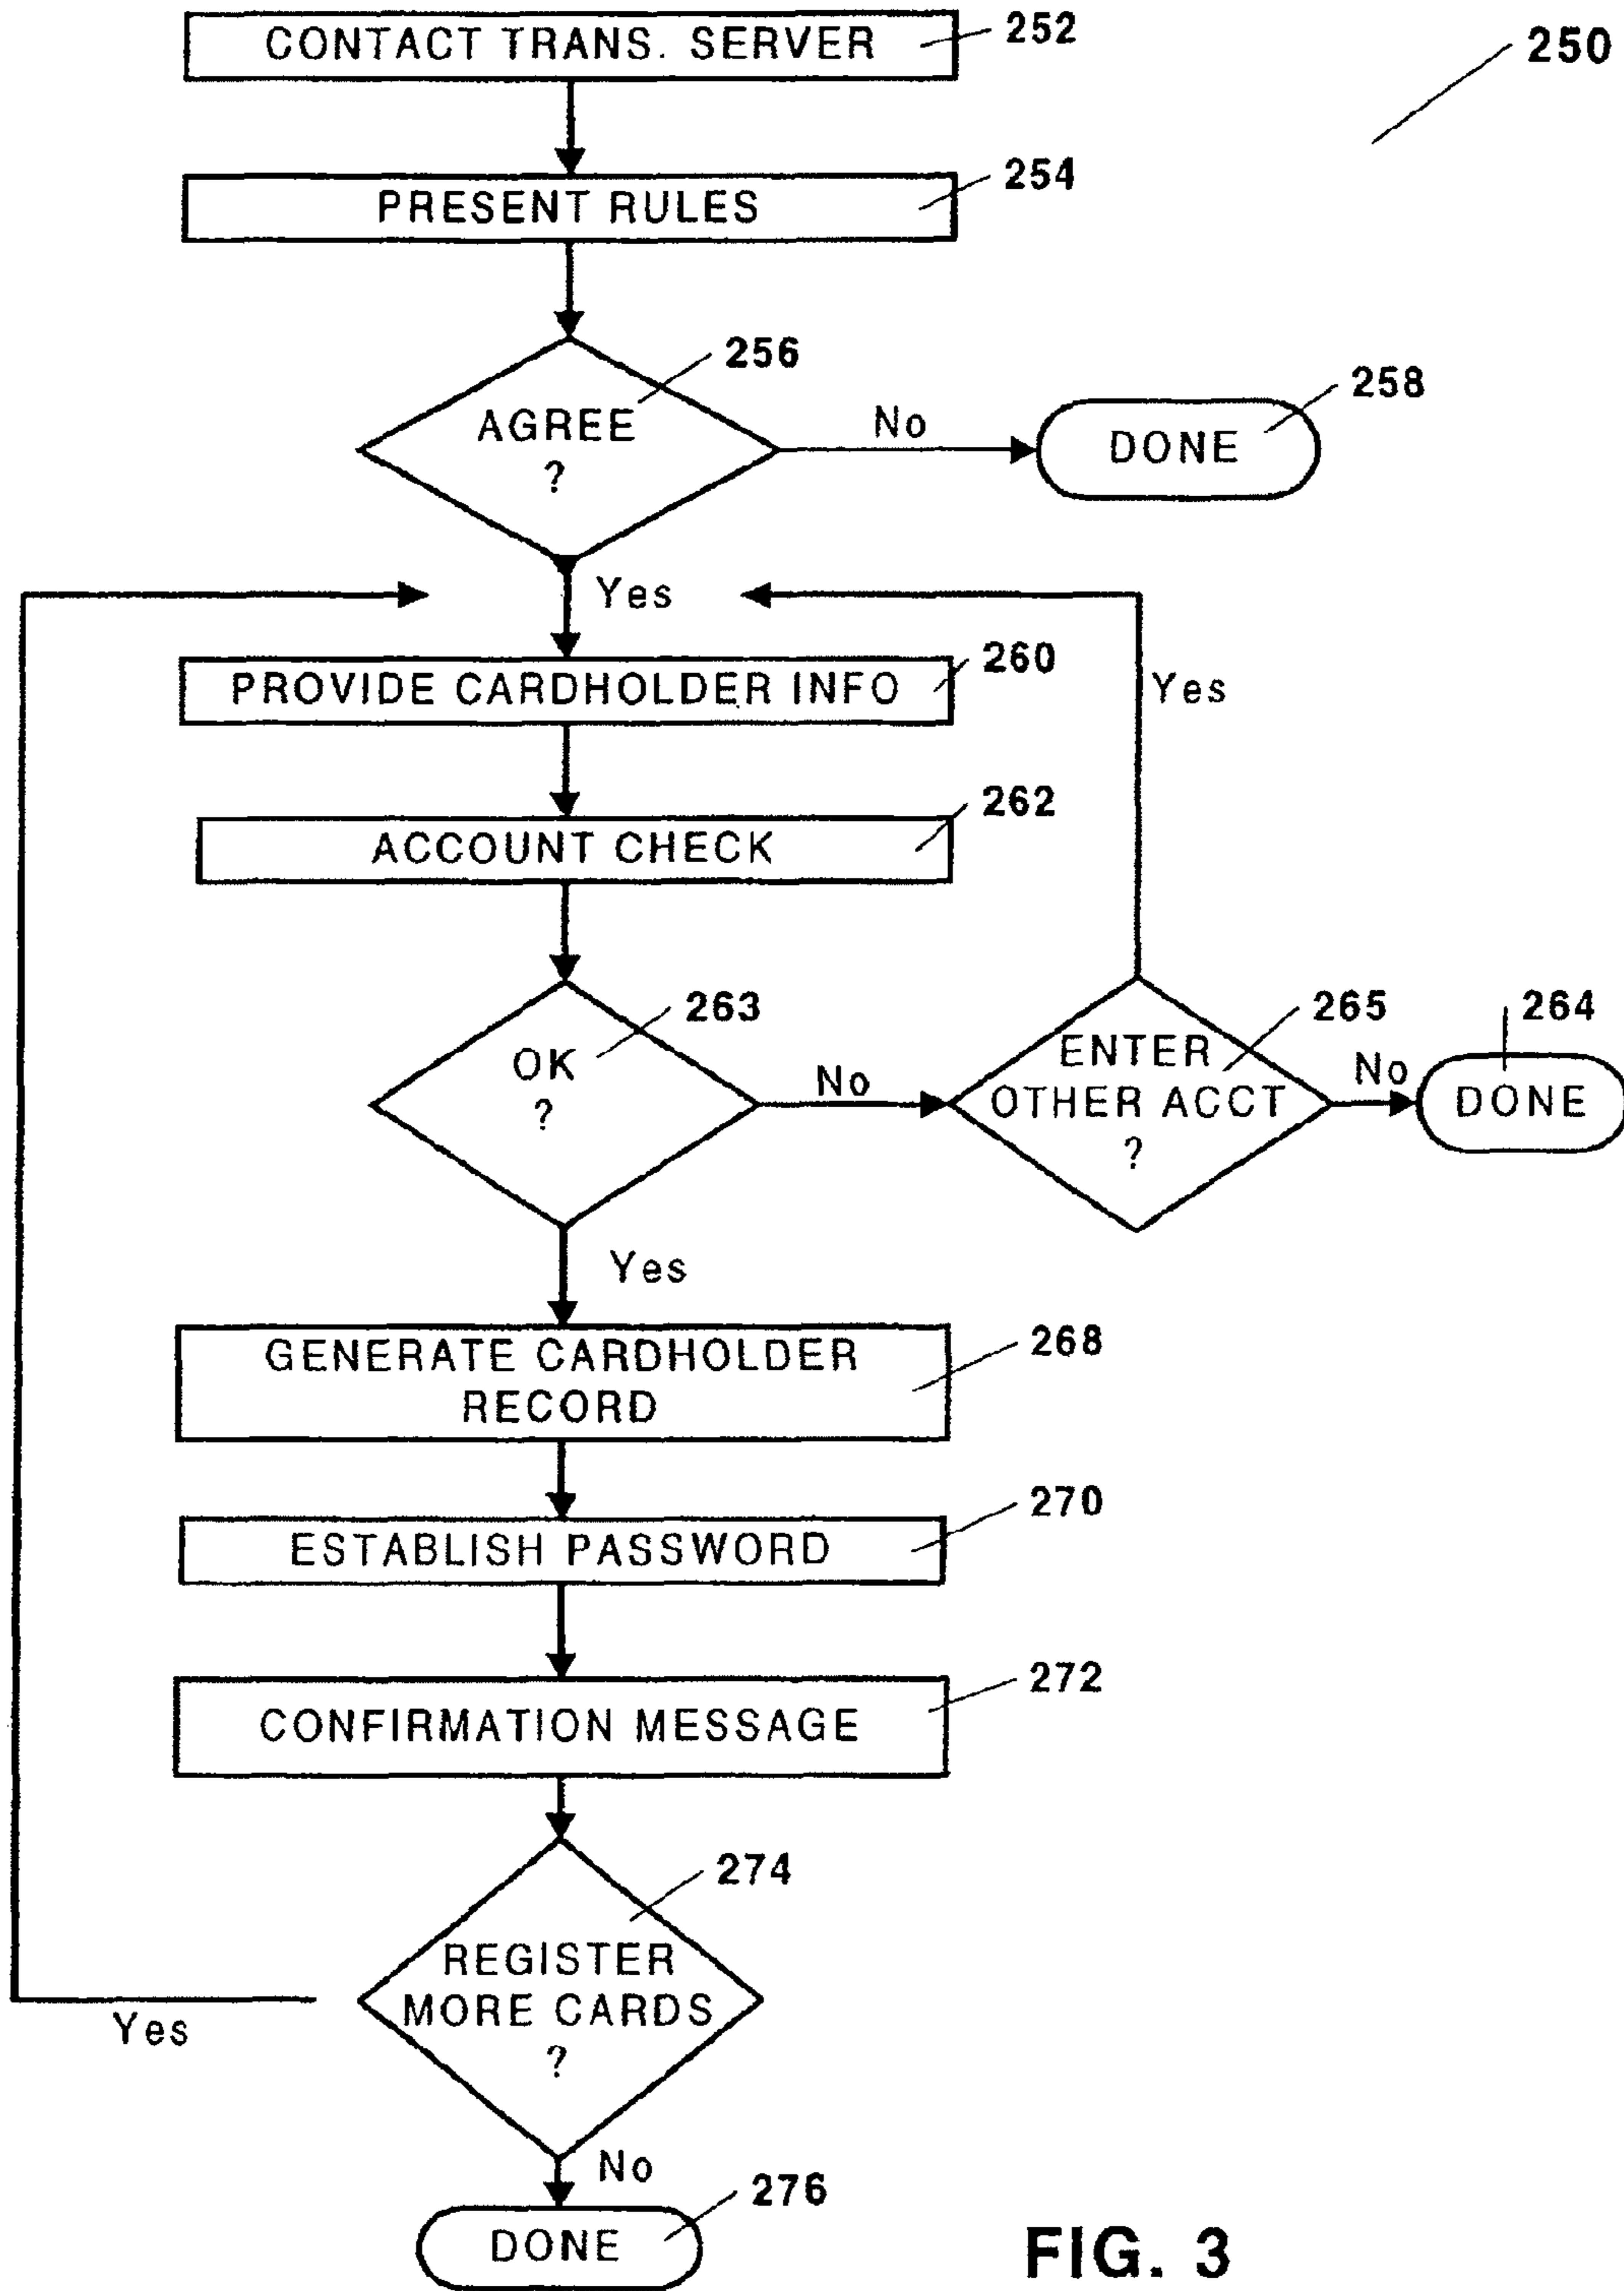 CONTACT TRANS. SERVER
252
250
PRESENT RULES
254
256
AGREE
?
No
258
DONE
Yes
260
PROVIDE CARDHOLDER INFO
Yes
262
ACCOUNT CHECK
263
OK
?
No
265
ENTER
OTHER ACCT
?
No
264
DONE
Yes
268
GENERATE CARDHOLDER
RECORD
270
ESTABLISH PASSWORD
272
CONFIRMATION MESSAGE
274
REGISTER
MORE CARDS
?
Yes
No
276
DONE
FIG. 3